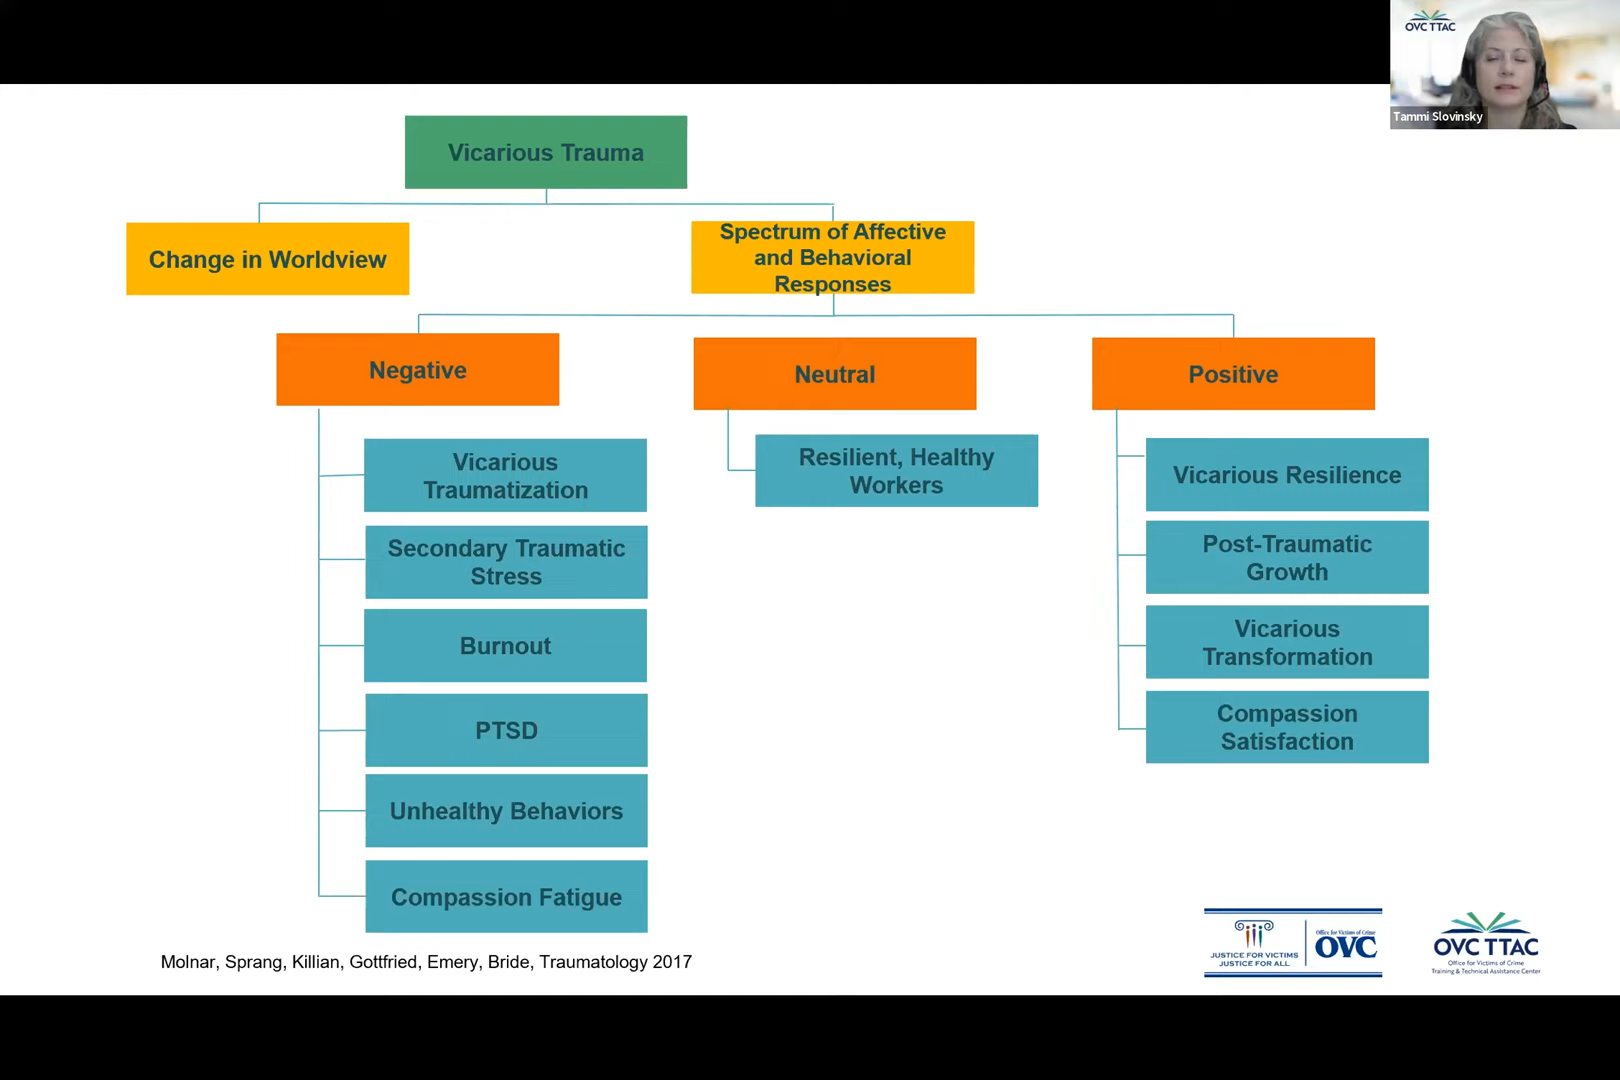 OVC TTAC
Tammi Slovinsky
Vicarious Trauma
Change in Worldview
Spectrum of Affective
and Behavioral
Responses
Negative
Neutral
Positive
Vicarious
Traumatization
Secondary Traumatic
Stress
Burnout
PTSD
Unhealthy Behaviors
Compassion Fatigue
Resilient, Healthy
Workers
Vicarious Resilience
Post-Traumatic
Growth
Vicarious
Transformation
Compassion
Satisfaction
Molnar, Sprang, Killian, Gottfried, Emery, Bride, Traumatology 2017
JUSTICE FOR VICTIMS
JUSTICE FOR ALL
Office for Victims of Crime
OVC
OVC TTAC
Office for Victims of Crime
Training & Technical Assistance Center